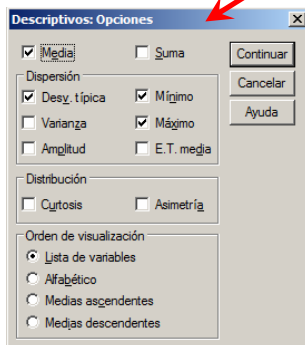 Descriptivos: Opciones
Media Suma Continuar
Dispersión Cancelar
Desv. típica Mínimo Ayuda
Varianza Máximo
Amplitud E.T. media
Distribución
Curtosis Asimetría
Orden de visualización
Lista de variables
Alfabético
Medias ascendentes
Medias descendentes